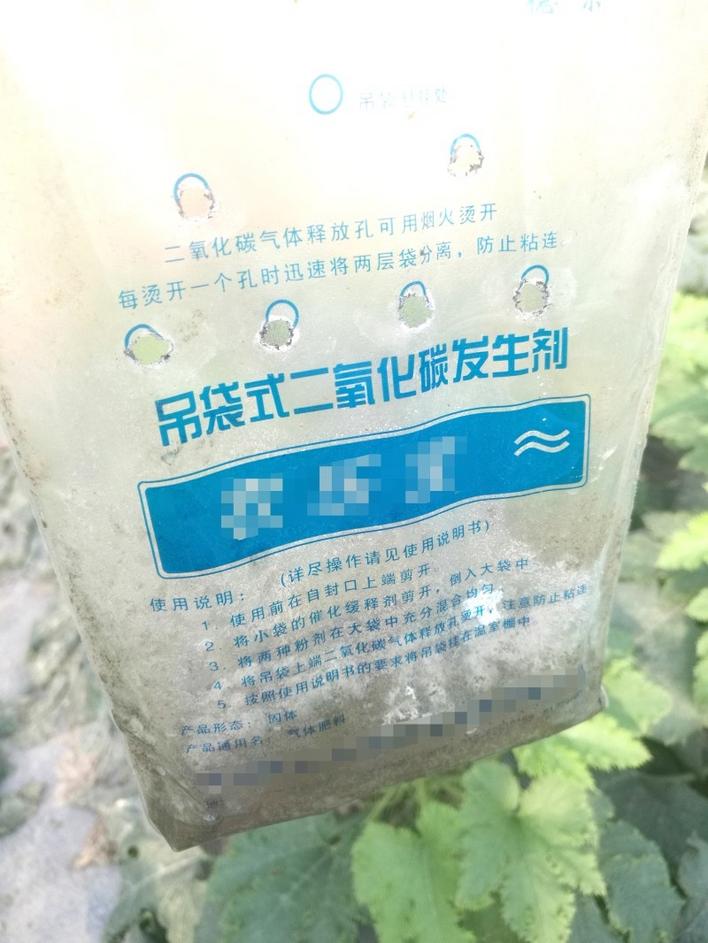 吊袋悬挂处
二氧化碳气体释放孔可用烟火烫开
每烫开一个孔时迅速将两层袋分离，防止粘连
吊袋式二氧化碳发生剂
使用说明：（详尽操作请见使用说明书）
1．使用前在自封口上端剪开
2．将小袋的催化缓释剂剪开，倒入大袋中
3．将两种粉剂在大袋中充分混合均匀
4．将吊袋上端二氧化碳气体释放孔烫开，注意防止粘连
5．按照使用说明书的要求将吊袋挂在温室棚中
产品形态：固体
产品通用名：气体肥料